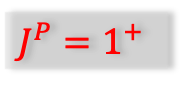 J^P = 1^+